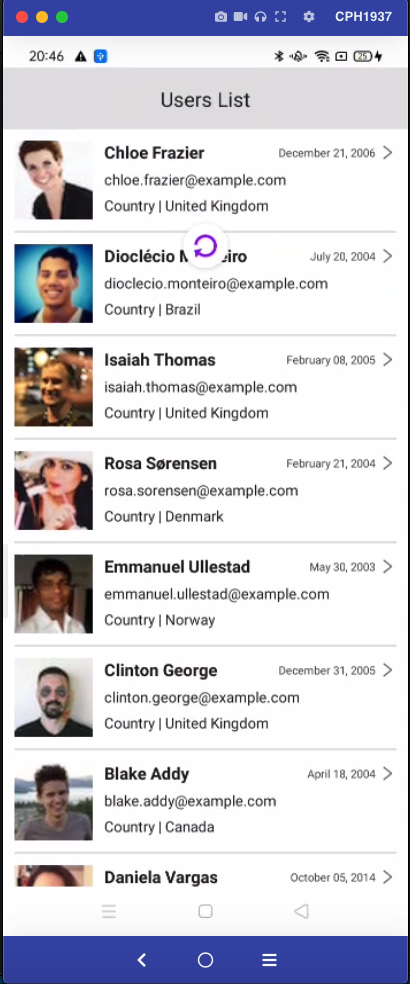 CPH1937
20:46
25
Users List
Chloe Frazier
December 21, 2006
chloe.frazier@example.com
Country | United Kingdom
Dioclécio M
eiro
July 20, 2004
dioclecio.monteiro@example.com
Country | Brazil
Isaiah Thomas
February 08, 2005
isaiah.thomas@example.com
Country | United Kingdom
Rosa Sørensen
February 21, 2004
rosa.sorensen@example.com
Country | Denmark
Emmanuel Ullestad
May 30, 2003
emmanuel.ullestad@example.com
Country | Norway
Clinton George
December 31, 2005
clinton.george@example.com
Country | United Kingdom
Blake Addy
April 18, 2004
blake.addy@example.com
Country | Canada
Daniela Vargas
October 05, 2014